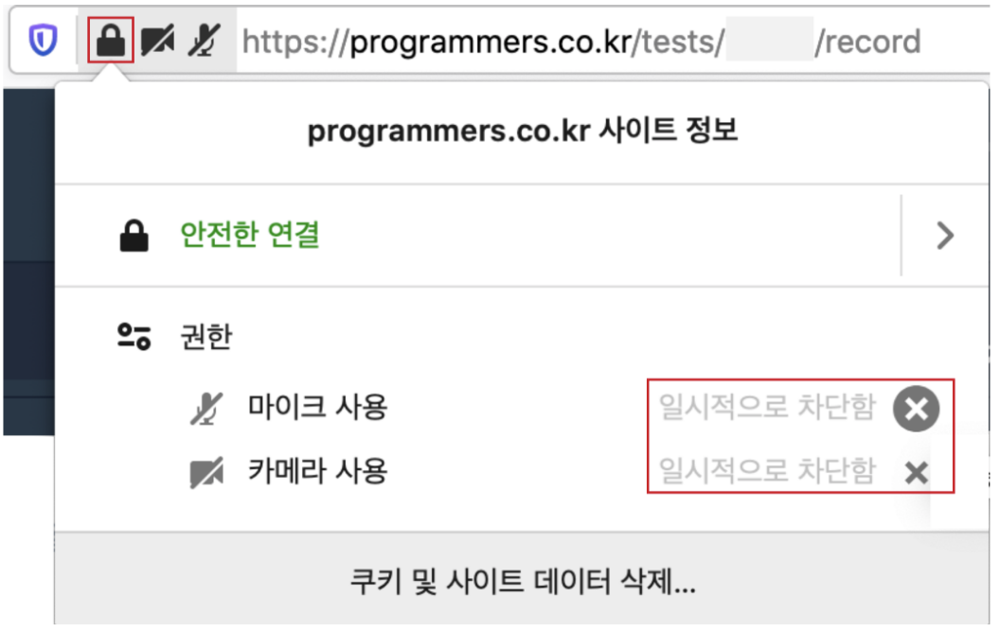 https://programmers.co.kr/tests/ /record
programmers.co.kr 사이트 정보
안전한 연결
권한
마이크 사용 일시적으로 차단함
카메라 사용 일시적으로 차단함
쿠키 및 사이트 데이터 삭제...